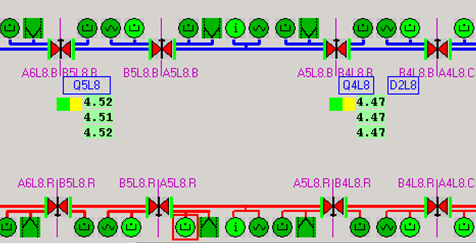 A6L8.B B5L8.B B5L8.B A5L8.B A5L8.B B4L8.B B4L8.B A4L8.B
Q5L8 Q4L8 D2L8
4.52 4.47
4.51 4.47
4.52 4.47
A6L8.R B5L8.R B5L8.R A5L8.R A5L8.R B4L8.R B4L8.R A4L8.R